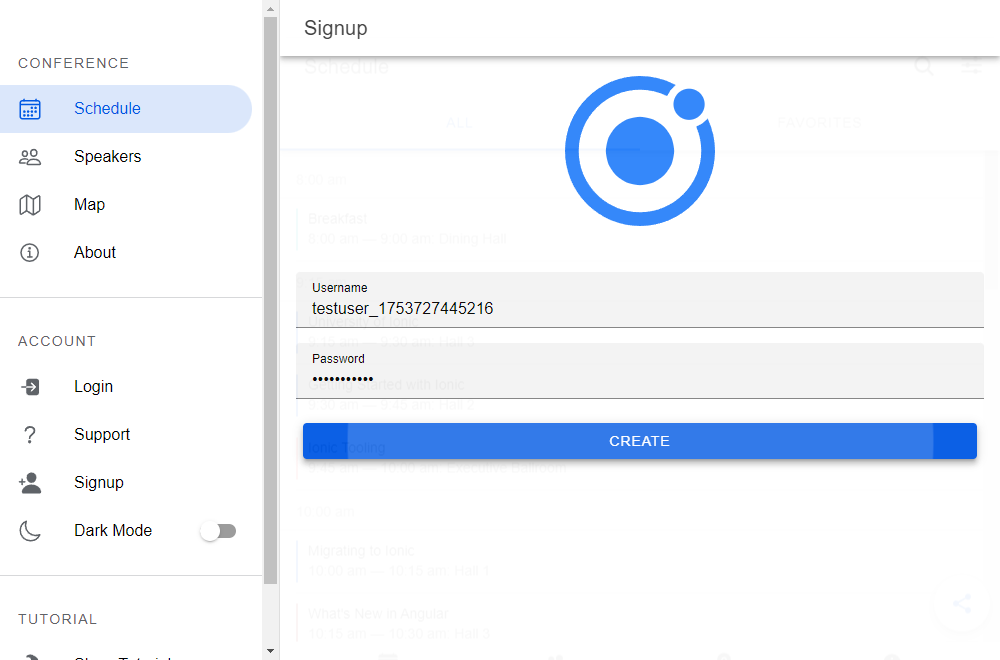 CONFERENCE
Schedule
Speakers
Map
About
ACCOUNT
Login
Support
Signup
Dark Mode
TUTORIAL
Signup
Schedule
ALL
FAVORITES
8:00 am
Breakfast
8:00 am — 9:00 am: Dining Hall
Username
testuser_1753727445216
University of Ionic
9:15 am — 9:30 am: Hall 2
Password
•••••••••••
Getting Started with Ionic
9:30 am — 9:45 am: Hall 2
CREATE
Ionic Tooling
9:45 am — 10:00 am: Executive Ballroom
10:00 am
Migrating to Ionic
10:00 am — 10:15 am: Hall 1
What's New in Angular
10:15 am — 10:30 am: Hall 3